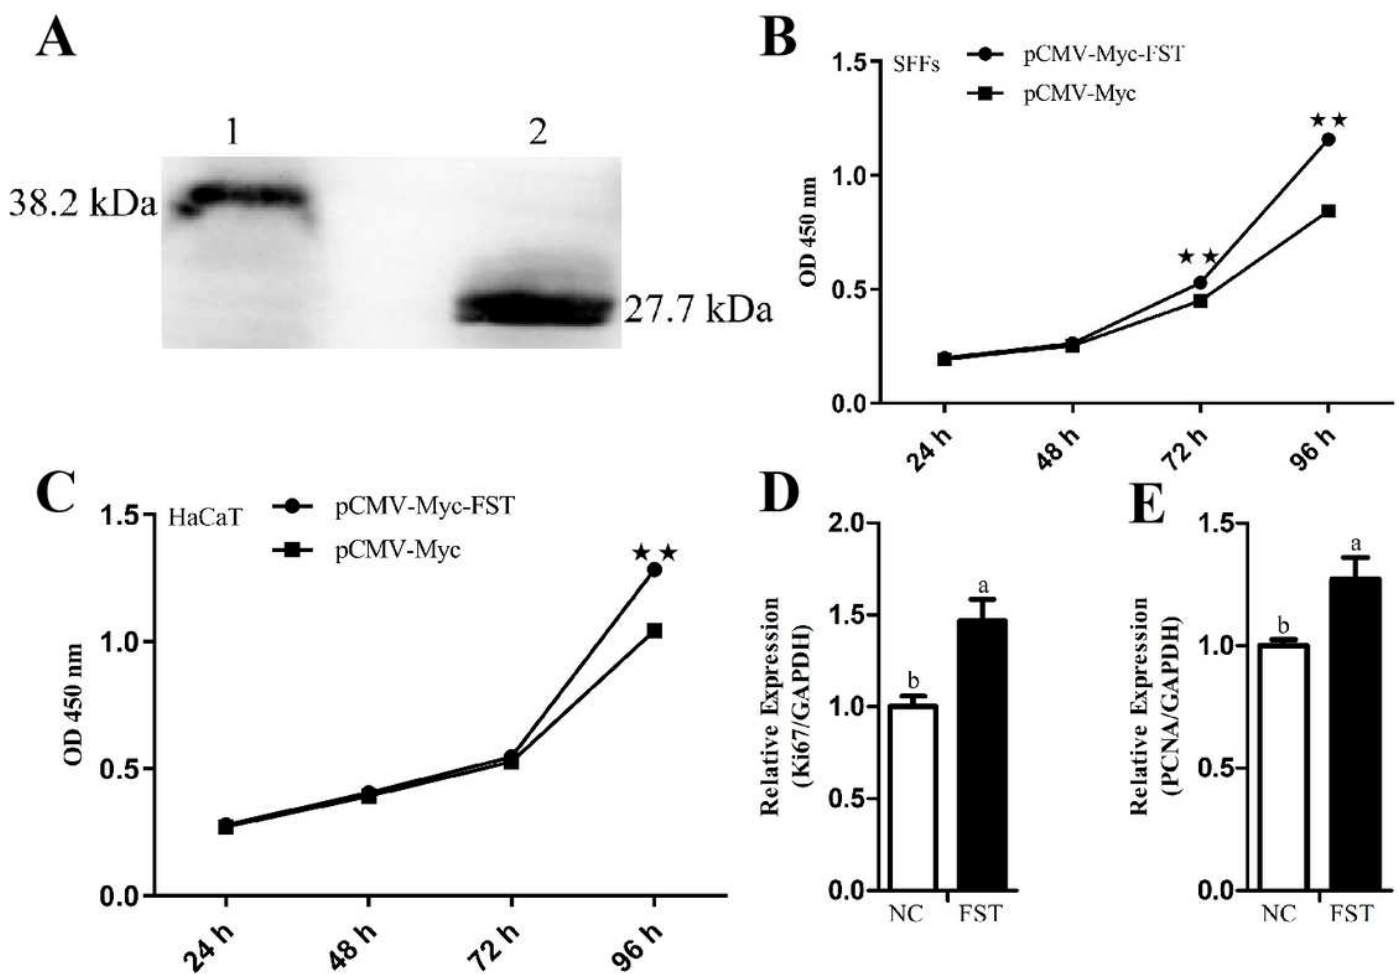 A
1 2
38.2 kDa
27.7 kDa
B
SFFs
pCMV-Myc-FST
pCMV-Myc
★★
★★
OD 450 nm
1.5
1.0
0.5
0.0
24 h 48 h 72 h 96 h
C
HaCaT
pCMV-Myc-FST
pCMV-Myc
★★
OD 450 nm
1.5
1.0
0.5
0.0
24 h 48 h 72 h 96 h
D
Relative Expression
(Ki67/GAPDH)
2.0
1.5
1.0
0.5
0.0
b
a
NC FST
E
Relative Expression
(PCNA/GAPDH)
1.5
1.0
0.5
0.0
b
a
NC FST